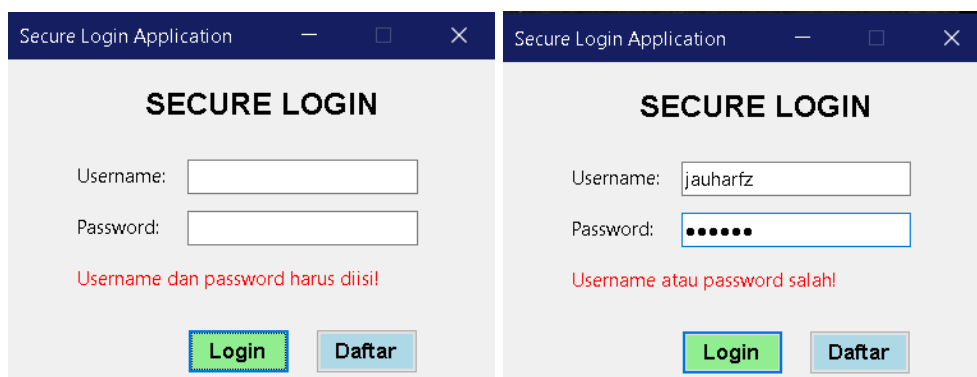 Secure Login Application
SECURE LOGIN
Username:
Password:
Username dan password harus diisi!
Login Daftar
Secure Login Application
SECURE LOGIN
Username: jauharfz
Password: ●●●●●●
Username atau password salah!
Login Daftar